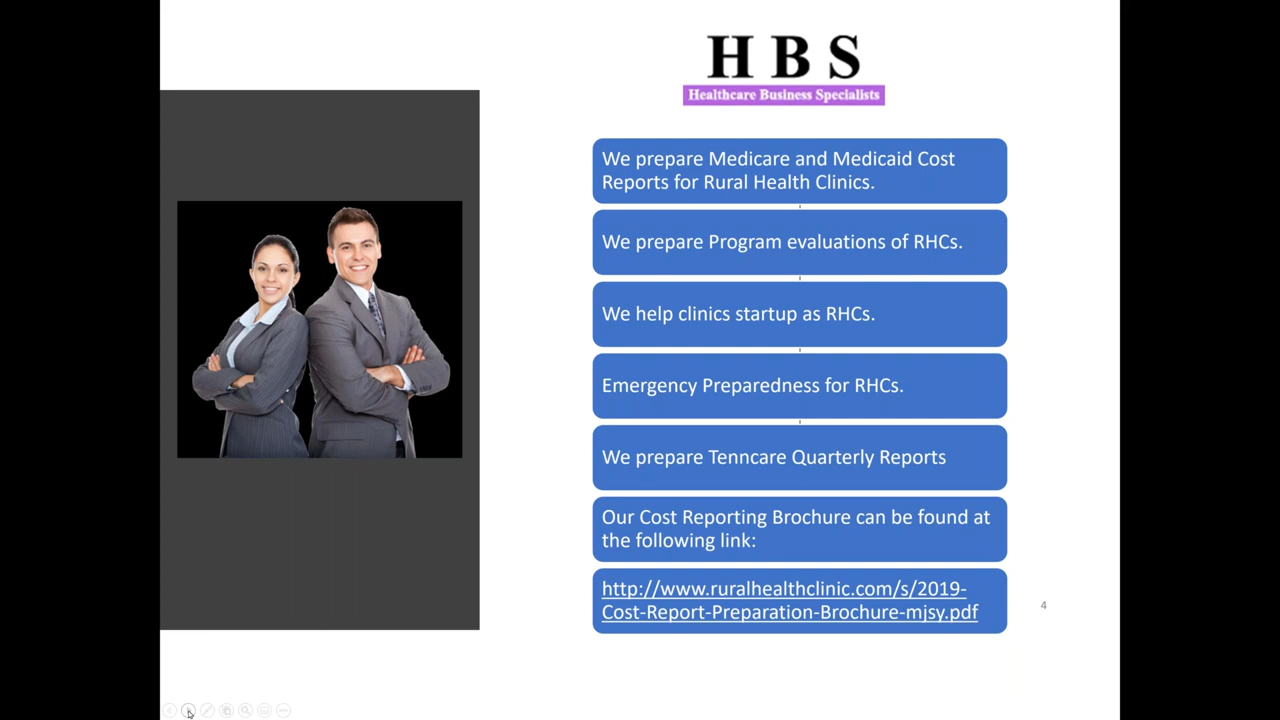 H B S
Healthcare Business Specialists
We prepare Medicare and Medicaid Cost
Reports for Rural Health Clinics.
We prepare Program evaluations of RHCs.
We help clinics startup as RHCs.
Emergency Preparedness for RHCs.
We prepare Tenncare Quarterly Reports
Our Cost Reporting Brochure can be found at
the following link:
http://www.ruralhealthclinic.com/s/2019-
Cost-Report-Preparation-Brochure-mjsy.pdf
4